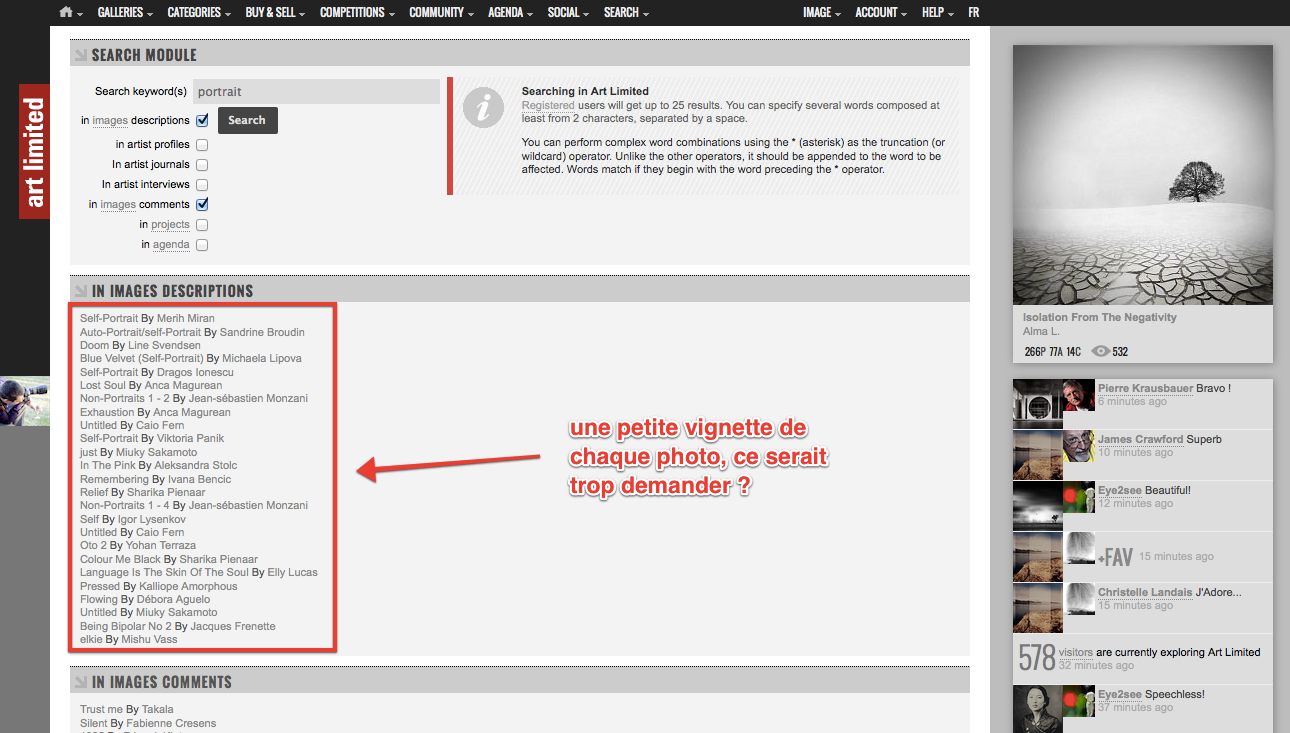 GALLERIES CATEGORIES BUY & SELL COMPETITIONS COMMUNITY AGENDA SOCIAL SEARCH IMAGE ACCOUNT HELP FR
art limited
SEARCH MODULE
Search keyword(s) portrait
in images descriptions Search
in artist profiles
In artist journals
In artist interviews
in images comments
in projects
in agenda
Searching in Art Limited
Registered users will get up to 25 results. You can specify several words composed at
least from 2 characters, separated by a space.
You can perform complex word combinations using the * (asterisk) as the truncation (or
wildcard) operator. Unlike the other operators, it should be appended to the word to be
affected. Words match if they begin with the word preceding the * operator.
IN IMAGES DESCRIPTIONS
Self-Portrait By Merih Miran
Auto-Portrait/self-Portrait By Sandrine Broudin
Doom By Line Svendsen
Blue Velvet (Self-Portrait) By Michaela Lipova
Self-Portrait By Dragos Ionescu
Lost Soul By Anca Magurean
Non-Portraits 1 - 2 By Jean-sébastien Monzani
Exhaustion By Anca Magurean
Untitled By Caio Fern
Self-Portrait By Viktoria Panik
just By Miuky Sakamoto
In The Pink By Aleksandra Stolc
Remembering By Ivana Bencic
Relief By Sharika Pienaar
Non-Portraits 1 - 4 By Jean-sébastien Monzani
Self By Igor Lysenkov
Untitled By Caio Fern
Oto 2 By Yohan Terraza
Colour Me Black By Sharika Pienaar
Language Is The Skin Of The Soul By Elly Lucas
Pressed By Kalliope Amorphous
Flowing By Débora Aguelo
Untitled By Miuky Sakamoto
Being Bipolar No 2 By Jacques Frenette
elkie By Mishu Vass
une petite vignette de
chaque photo, ce serait
trop demander ?
IN IMAGES COMMENTS
Trust me By Takala
Silent By Fabienne Cresens
Isolation From The Negativity
Alma L.
266P 77A 14C 532
Pierre Krausbauer Bravo !
6 minutes ago
James Crawford Superb
10 minutes ago
Eye2see Beautiful!
12 minutes ago
+FAV 15 minutes ago
Christelle Landais J'Adore...
15 minutes ago
578 visitors are currently exploring Art Limited
32 minutes ago
Eye2see Speechless!
37 minutes ago